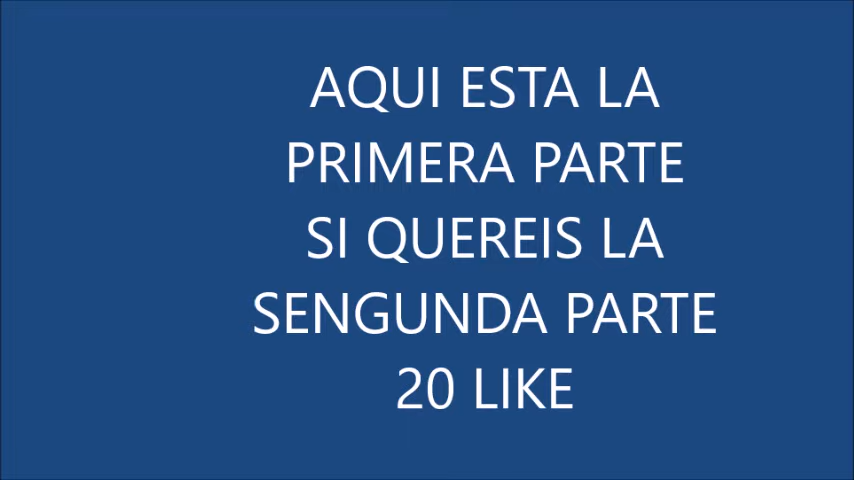 AQUI ESTA LA
PRIMERA PARTE
SI QUEREIS LA
SENGUNDA PARTE
20 LIKE